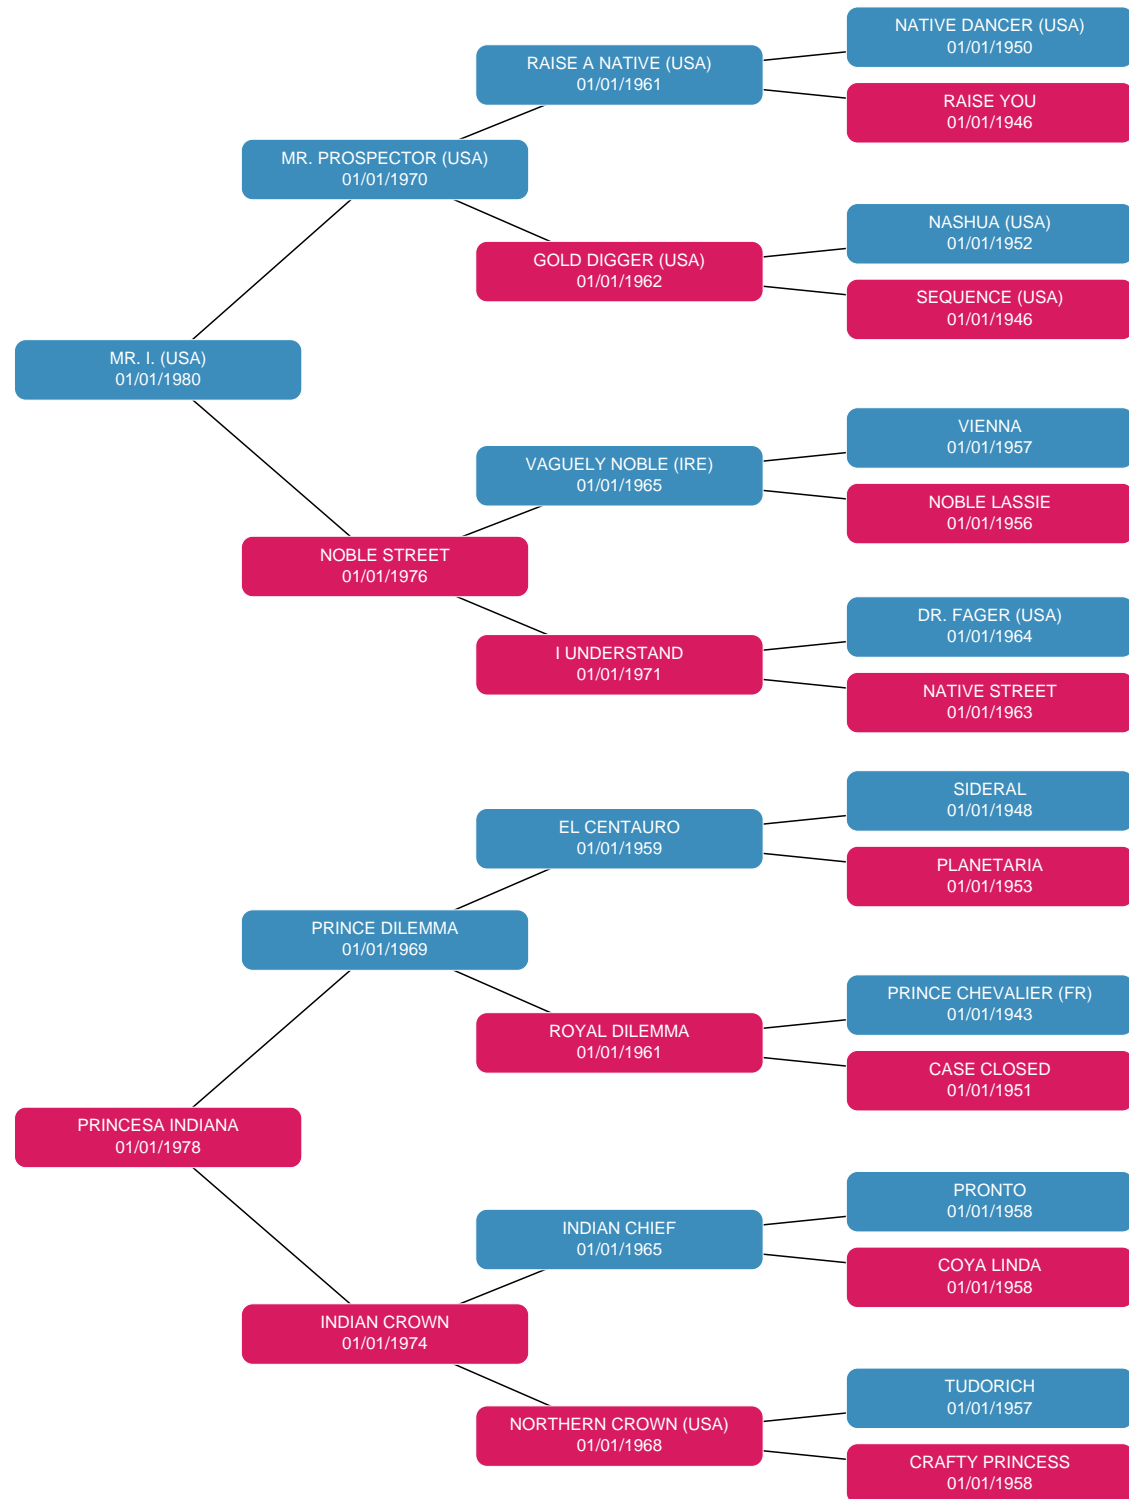 NATIVE DANCER (USA)
01/01/1950
RAISE A NATIVE (USA)
01/01/1961
RAISE YOU
01/01/1946
MR. PROSPECTOR (USA)
01/01/1970
NASHUA (USA)
01/01/1952
GOLD DIGGER (USA)
01/01/1962
SEQUENCE (USA)
01/01/1946
MR. I. (USA)
01/01/1980
VIENNA
01/01/1957
VAGUELY NOBLE (IRE)
01/01/1965
NOBLE LASSIE
01/01/1956
NOBLE STREET
01/01/1976
DR. FAGER (USA)
01/01/1964
I UNDERSTAND
01/01/1971
NATIVE STREET
01/01/1963
SIDERAL
01/01/1948
EL CENTAURO
01/01/1959
PLANETARIA
01/01/1953
PRINCE DILEMMA
01/01/1969
PRINCE CHEVALIER (FR)
01/01/1943
ROYAL DILEMMA
01/01/1961
CASE CLOSED
01/01/1951
PRINCESA INDIANA
01/01/1978
PRONTO
01/01/1958
INDIAN CHIEF
01/01/1965
COYA LINDA
01/01/1958
INDIAN CROWN
01/01/1974
TUDORICH
01/01/1957
NORTHERN CROWN (USA)
01/01/1968
CRAFTY PRINCESS
01/01/1958